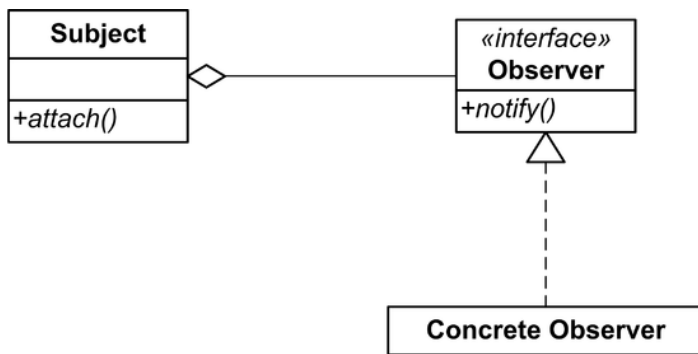 Subject
+attach()
«interface»
Observer
+notify()
Concrete Observer